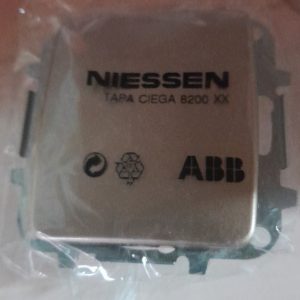 NIESSEN
TAPA CIEGA 8200 XX
ABB